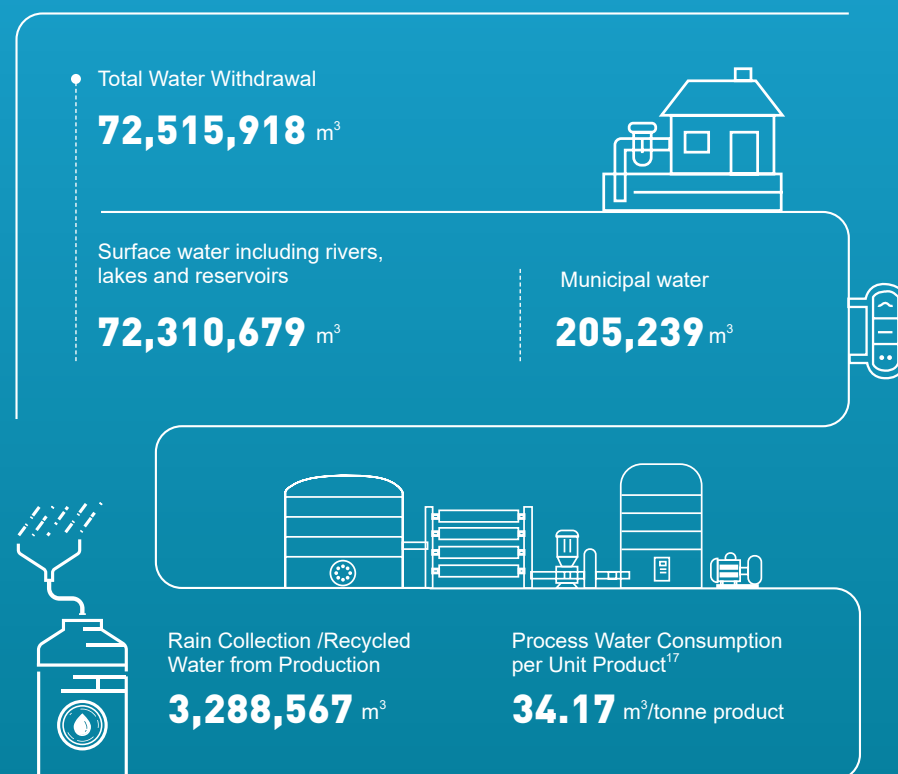 Total Water Withdrawal
72,515,918 m³
Surface water including rivers,
lakes and reservoirs
72,310,679 m³
Municipal water
205,239 m³
Rain Collection /Recycled
Water from Production
3,288,567 m³
Process Water Consumption
per Unit Product¹⁷
34.17 m³/tonne product